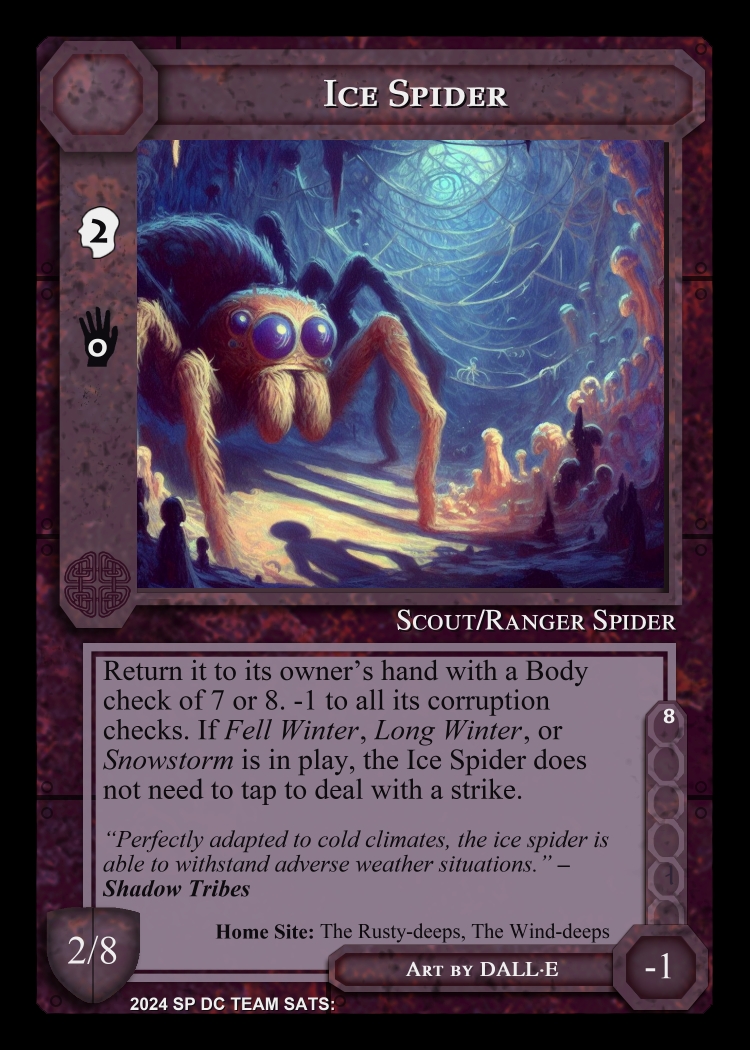 Ice Spider
2
0
Scout/Ranger Spider
Return it to its owner's hand with a Body
check of 7 or 8. -1 to all its corruption
checks. If Fell Winter, Long Winter, or
Snowstorm is in play, the Ice Spider does
not need to tap to deal with a strike.
8
“Perfectly adapted to cold climates, the ice spider is
able to withstand adverse weather situations.” –
Shadow Tribes
Home Site: The Rusty-deeps, The Wind-deeps
2/8
Art by DALL·E
-1
2024 SP DC TEAM SATS: